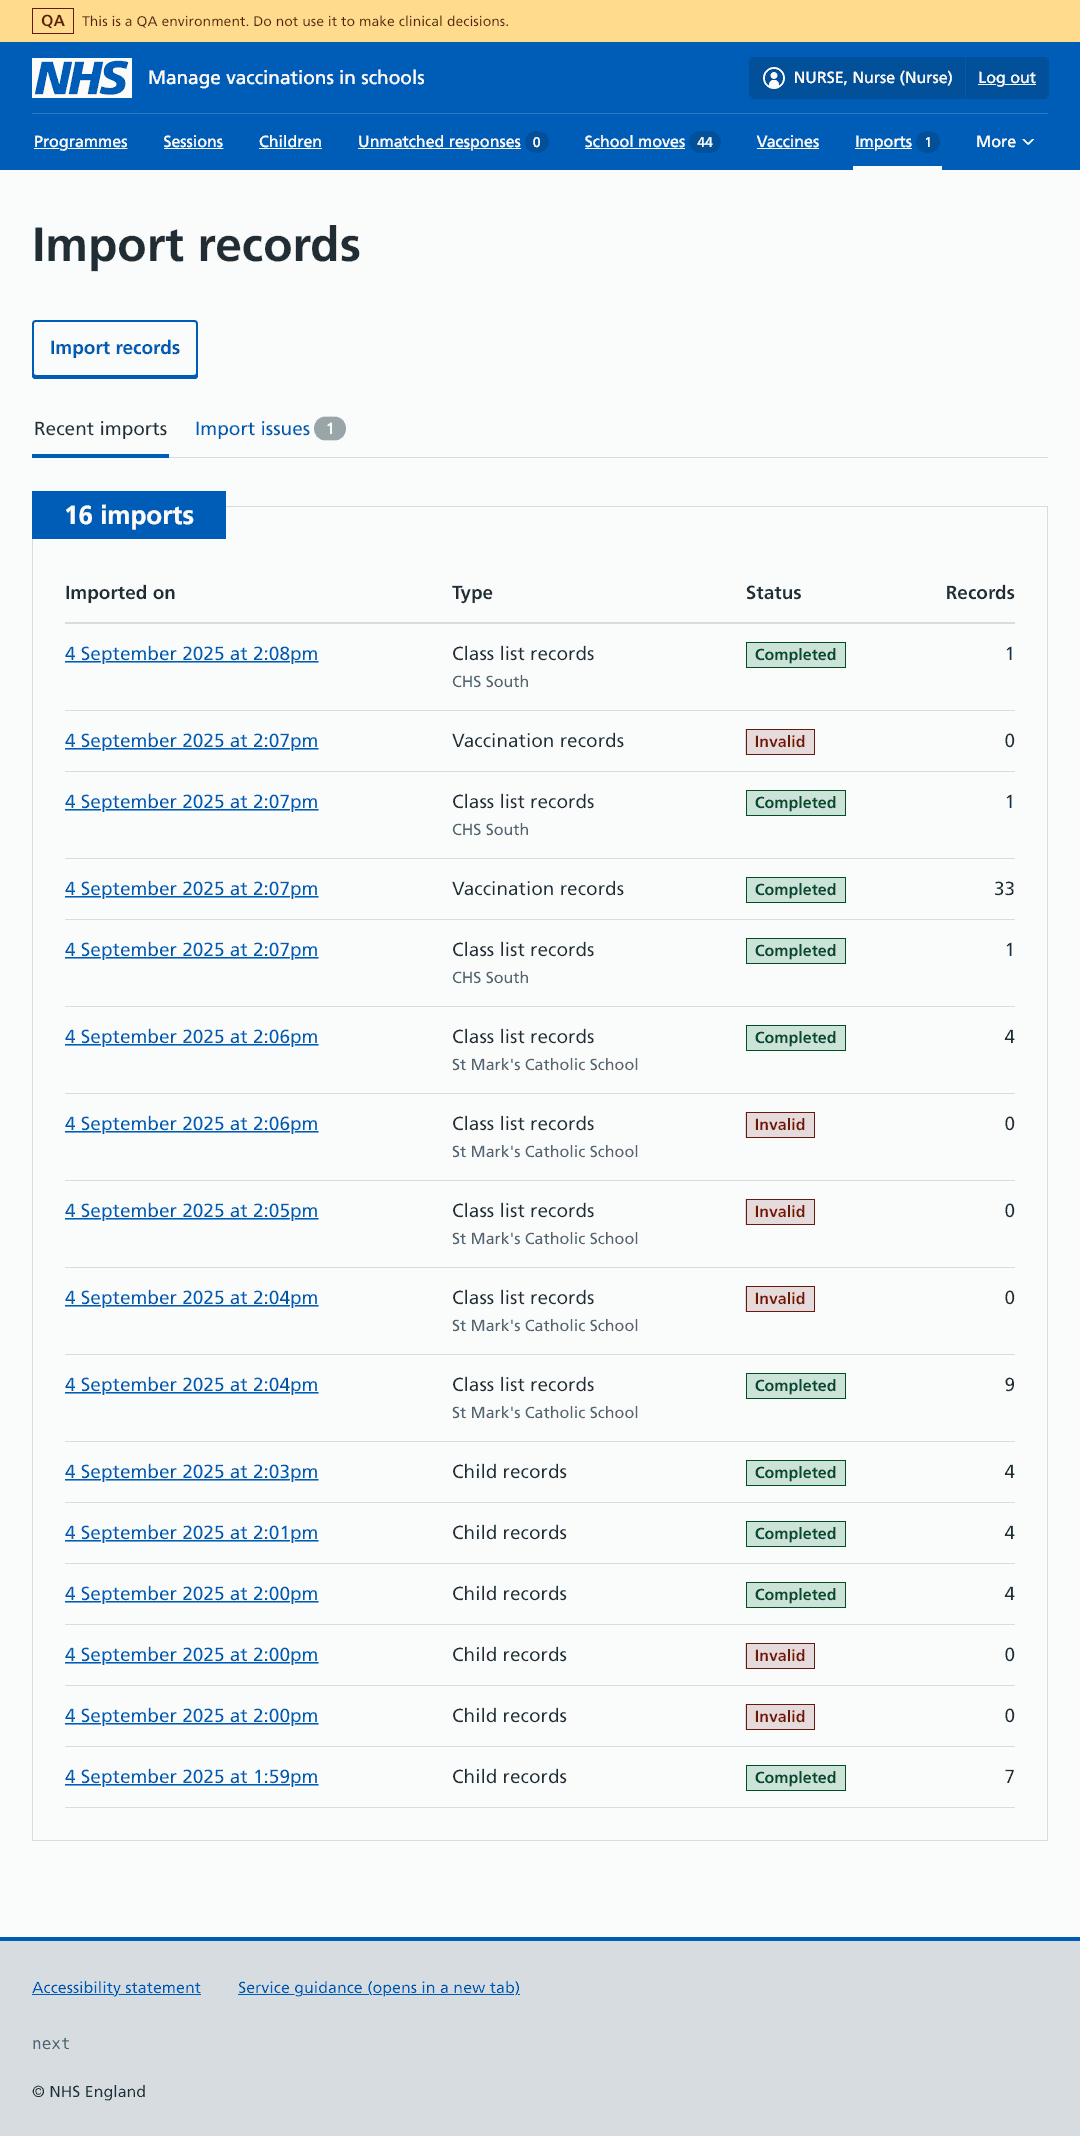 QA This is a QA environment. Do not use it to make clinical decisions.
NHS Manage vaccinations in schools NURSE, Nurse (Nurse) Log out
Programmes Sessions Children Unmatched responses 0 School moves 44 Vaccines Imports 1 More
Import records
Import records
Recent imports Import issues 1
16 imports
Imported on Type Status Records
4 September 2025 at 2:08pm Class list records Completed 1
CHS South
4 September 2025 at 2:07pm Vaccination records Invalid 0
4 September 2025 at 2:07pm Class list records Completed 1
CHS South
4 September 2025 at 2:07pm Vaccination records Completed 33
4 September 2025 at 2:07pm Class list records Completed 1
CHS South
4 September 2025 at 2:06pm Class list records Completed 4
St Mark's Catholic School
4 September 2025 at 2:06pm Class list records Invalid 0
St Mark's Catholic School
4 September 2025 at 2:05pm Class list records Invalid 0
St Mark's Catholic School
4 September 2025 at 2:04pm Class list records Invalid 0
St Mark's Catholic School
4 September 2025 at 2:04pm Class list records Completed 9
St Mark's Catholic School
4 September 2025 at 2:03pm Child records Completed 4
4 September 2025 at 2:01pm Child records Completed 4
4 September 2025 at 2:00pm Child records Completed 4
4 September 2025 at 2:00pm Child records Invalid 0
4 September 2025 at 2:00pm Child records Invalid 0
4 September 2025 at 1:59pm Child records Completed 7
Accessibility statement Service guidance (opens in a new tab)
next
© NHS England